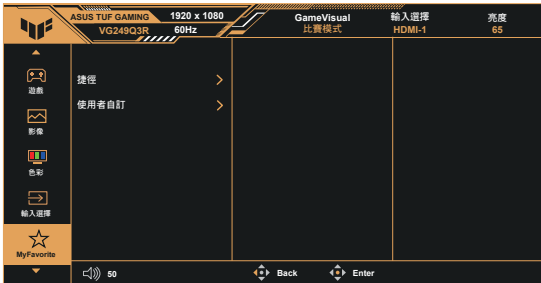 ASUS TUF GAMING
VG249Q3R
1920 x 1080
60Hz
GameVisual
比賽模式
輸入選擇
HDMI-1
亮度
65
遊戲
影像
色彩
輸入選擇
MyFavorite
捷徑
使用者自訂
50
Back
Enter